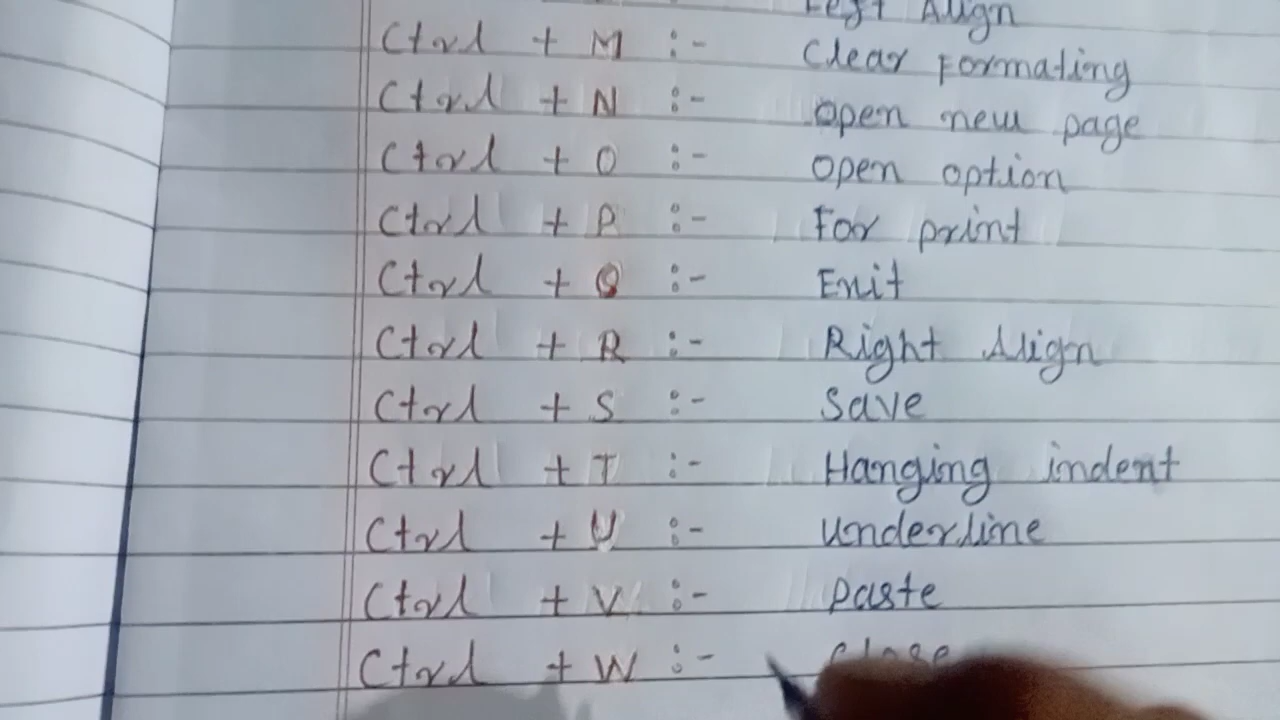 Left Align
Ctrl + M :- Clear Formating
Ctrl + N :- open new page
Ctrl + O :- open option
Ctrl + P :- For print
Ctrl + Q :- Exit
Ctrl + R :- Right Align
Ctrl + S :- Save
Ctrl + T :- Hanging indent
Ctrl + U :- underline
Ctrl + V :- paste
Ctrl + W :- close